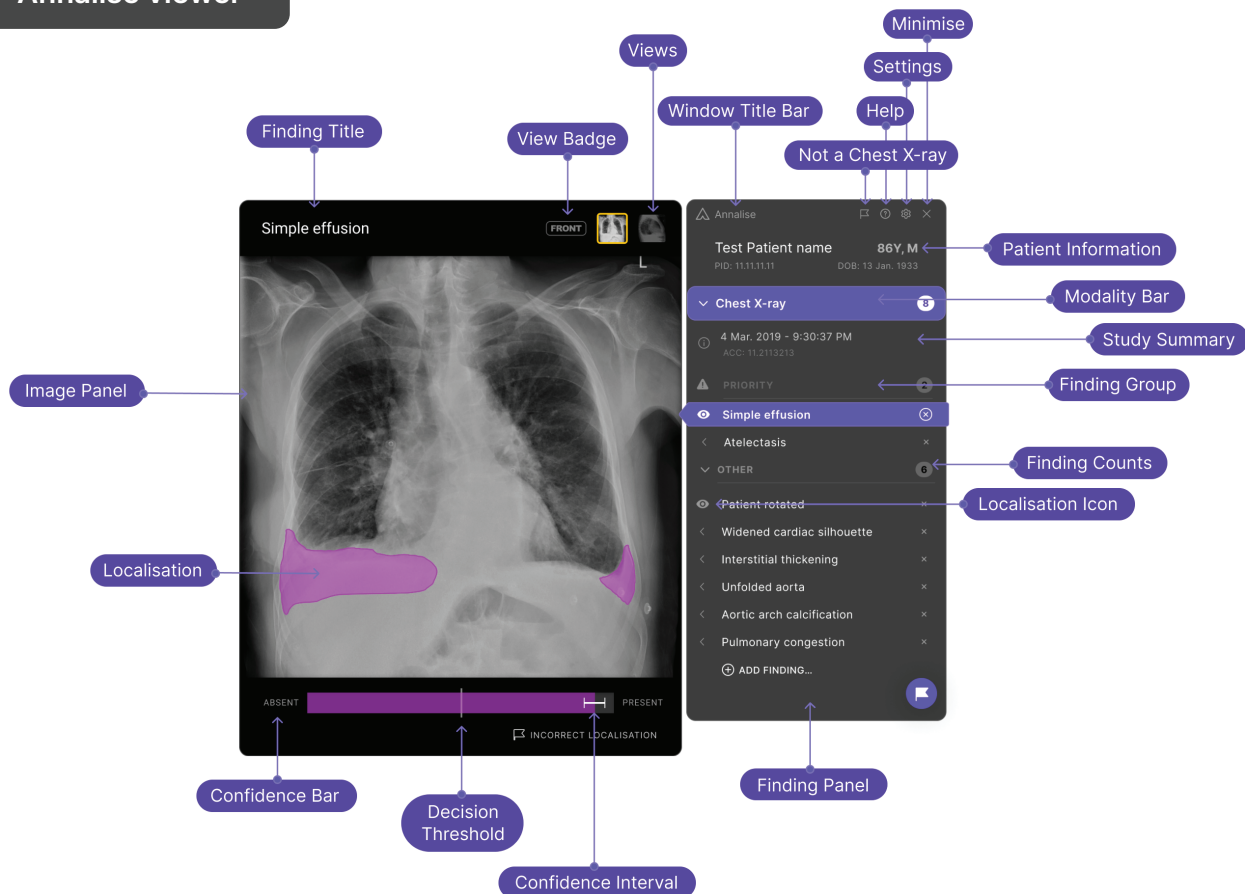 Annalise Viewer
Minimise
Views
Settings
Window Title Bar
Help
Finding Title
View Badge
Not a Chest X-ray
Simple effusion
FRONT
L
Annalise
Test Patient name
86Y, M
PID: 11.11.11.11
DOB: 13 Jan. 1933
Patient Information
Chest X-ray
8
Modality Bar
4 Mar. 2019 - 9:30:37 PM
ACC: 11.2113213
Study Summary
PRIORITY
2
Finding Group
Image Panel
Simple effusion
Atelectasis
OTHER
6
Finding Counts
Patient rotated
Localisation Icon
Widened cardiac silhouette
Interstitial thickening
Localisation
Unfolded aorta
Aortic arch calcification
Pulmonary congestion
ADD FINDING...
ABSENT
PRESENT
INCORRECT LOCALISATION
Confidence Bar
Decision
Threshold
Finding Panel
Confidence Interval